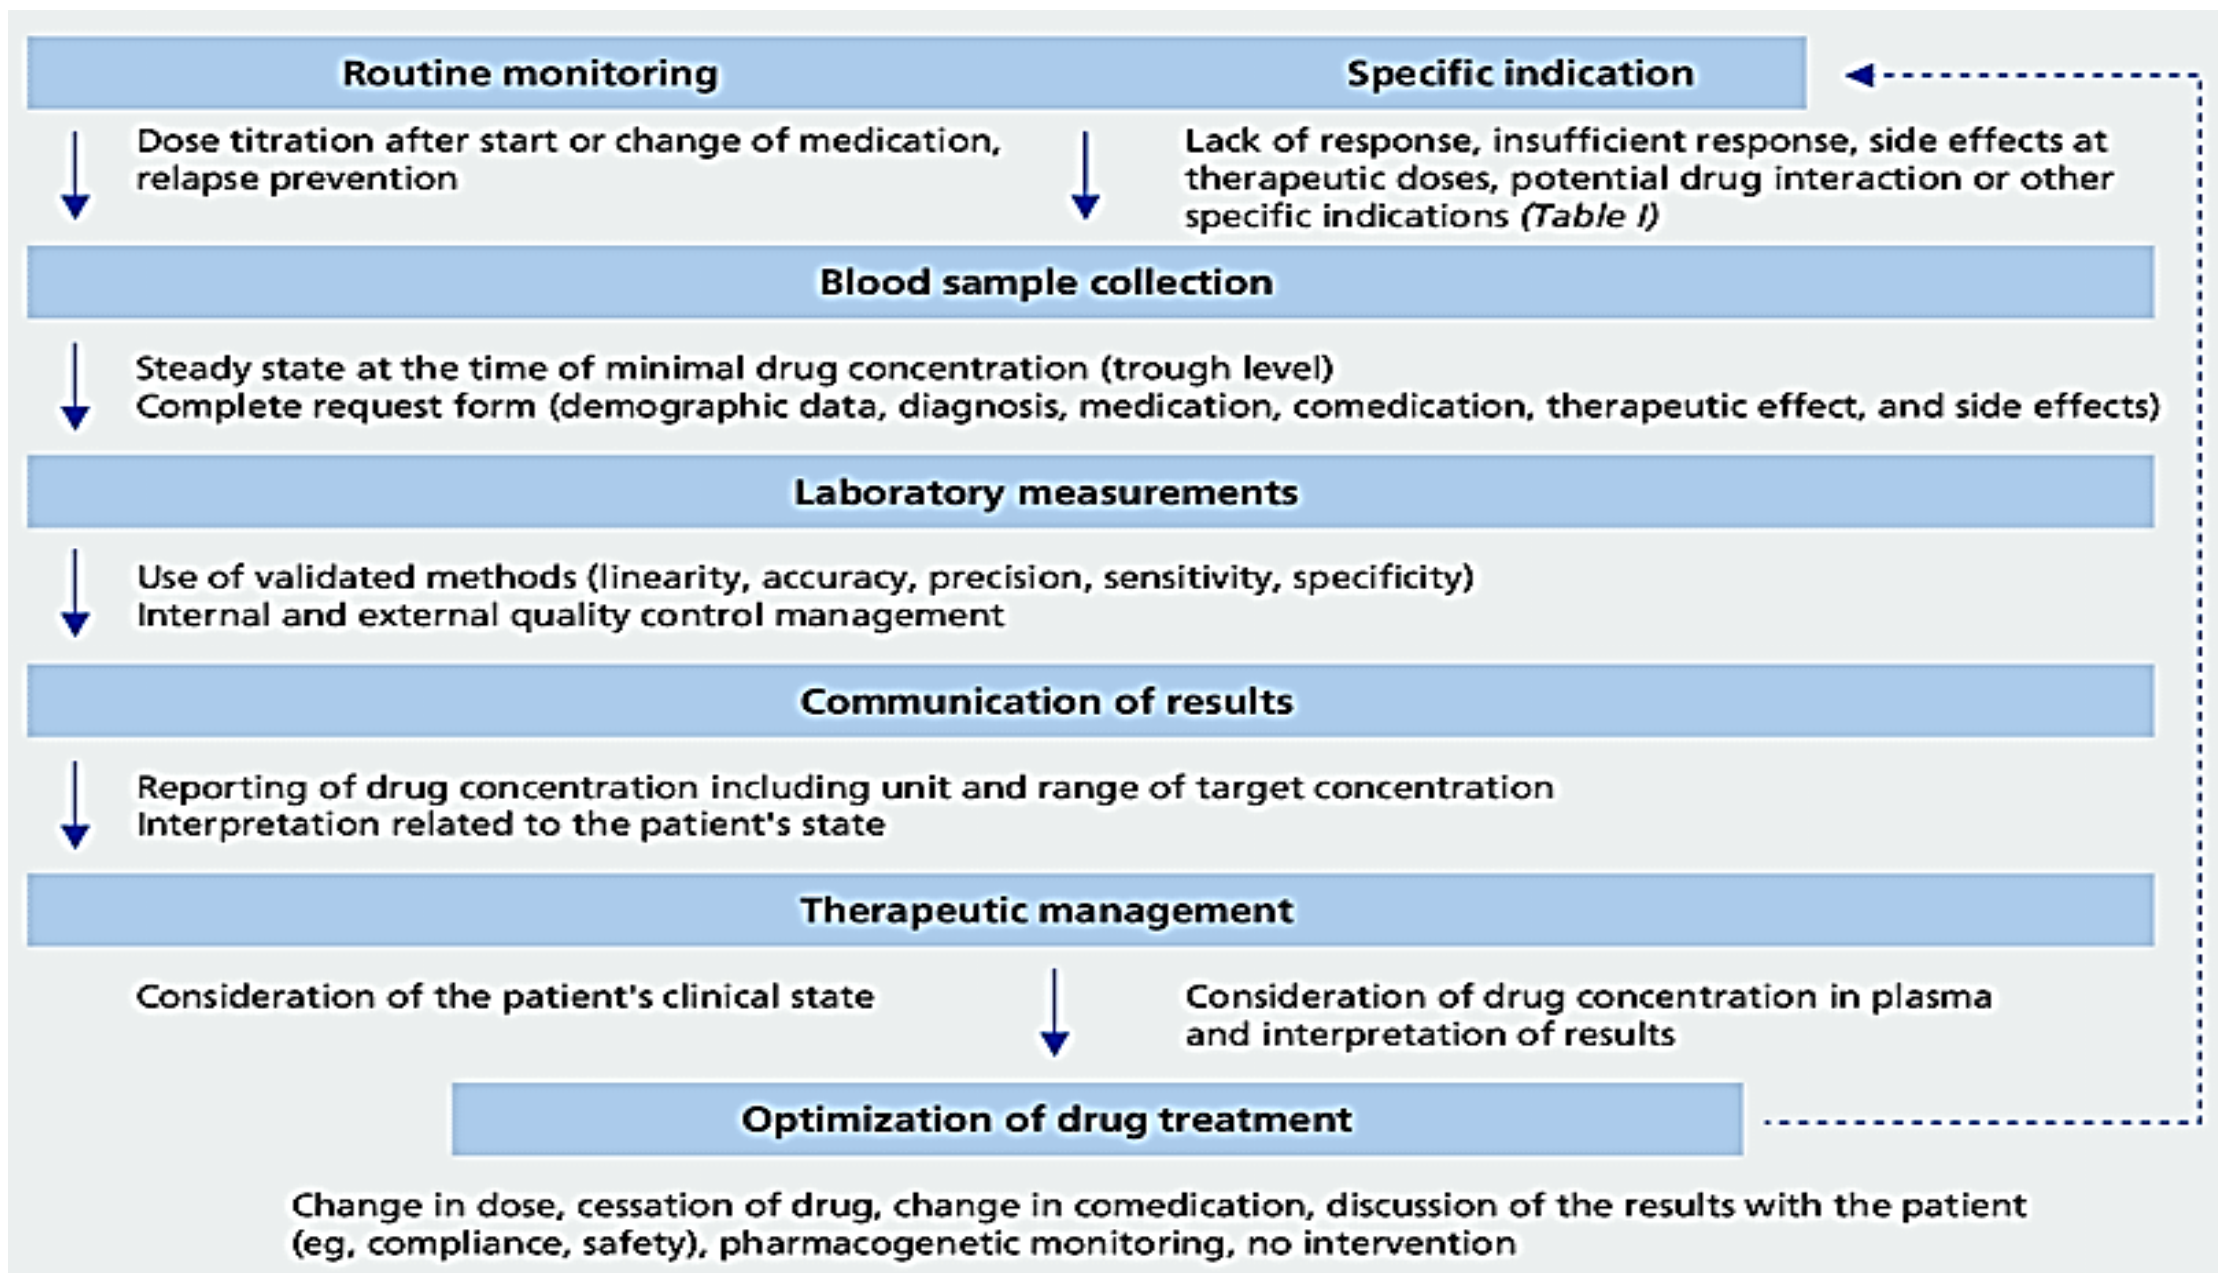 Routine monitoring
Specific indication
Dose titration after start or change of medication,
relapse prevention
Lack of response, insufficient response, side effects at
therapeutic doses, potential drug interaction or other
specific indications (Table I)
Blood sample collection
Steady state at the time of minimal drug concentration (trough level)
Complete request form (demographic data, diagnosis, medication, comedication, therapeutic effect, and side effects)
Laboratory measurements
Use of validated methods (linearity, accuracy, precision, sensitivity, specificity)
Internal and external quality control management
Communication of results
Reporting of drug concentration including unit and range of target concentration
Interpretation related to the patient's state
Therapeutic management
Consideration of the patient's clinical state
Consideration of drug concentration in plasma
and interpretation of results
Optimization of drug treatment
Change in dose, cessation of drug, change in comedication, discussion of the results with the patient
(eg, compliance, safety), pharmacogenetic monitoring, no intervention